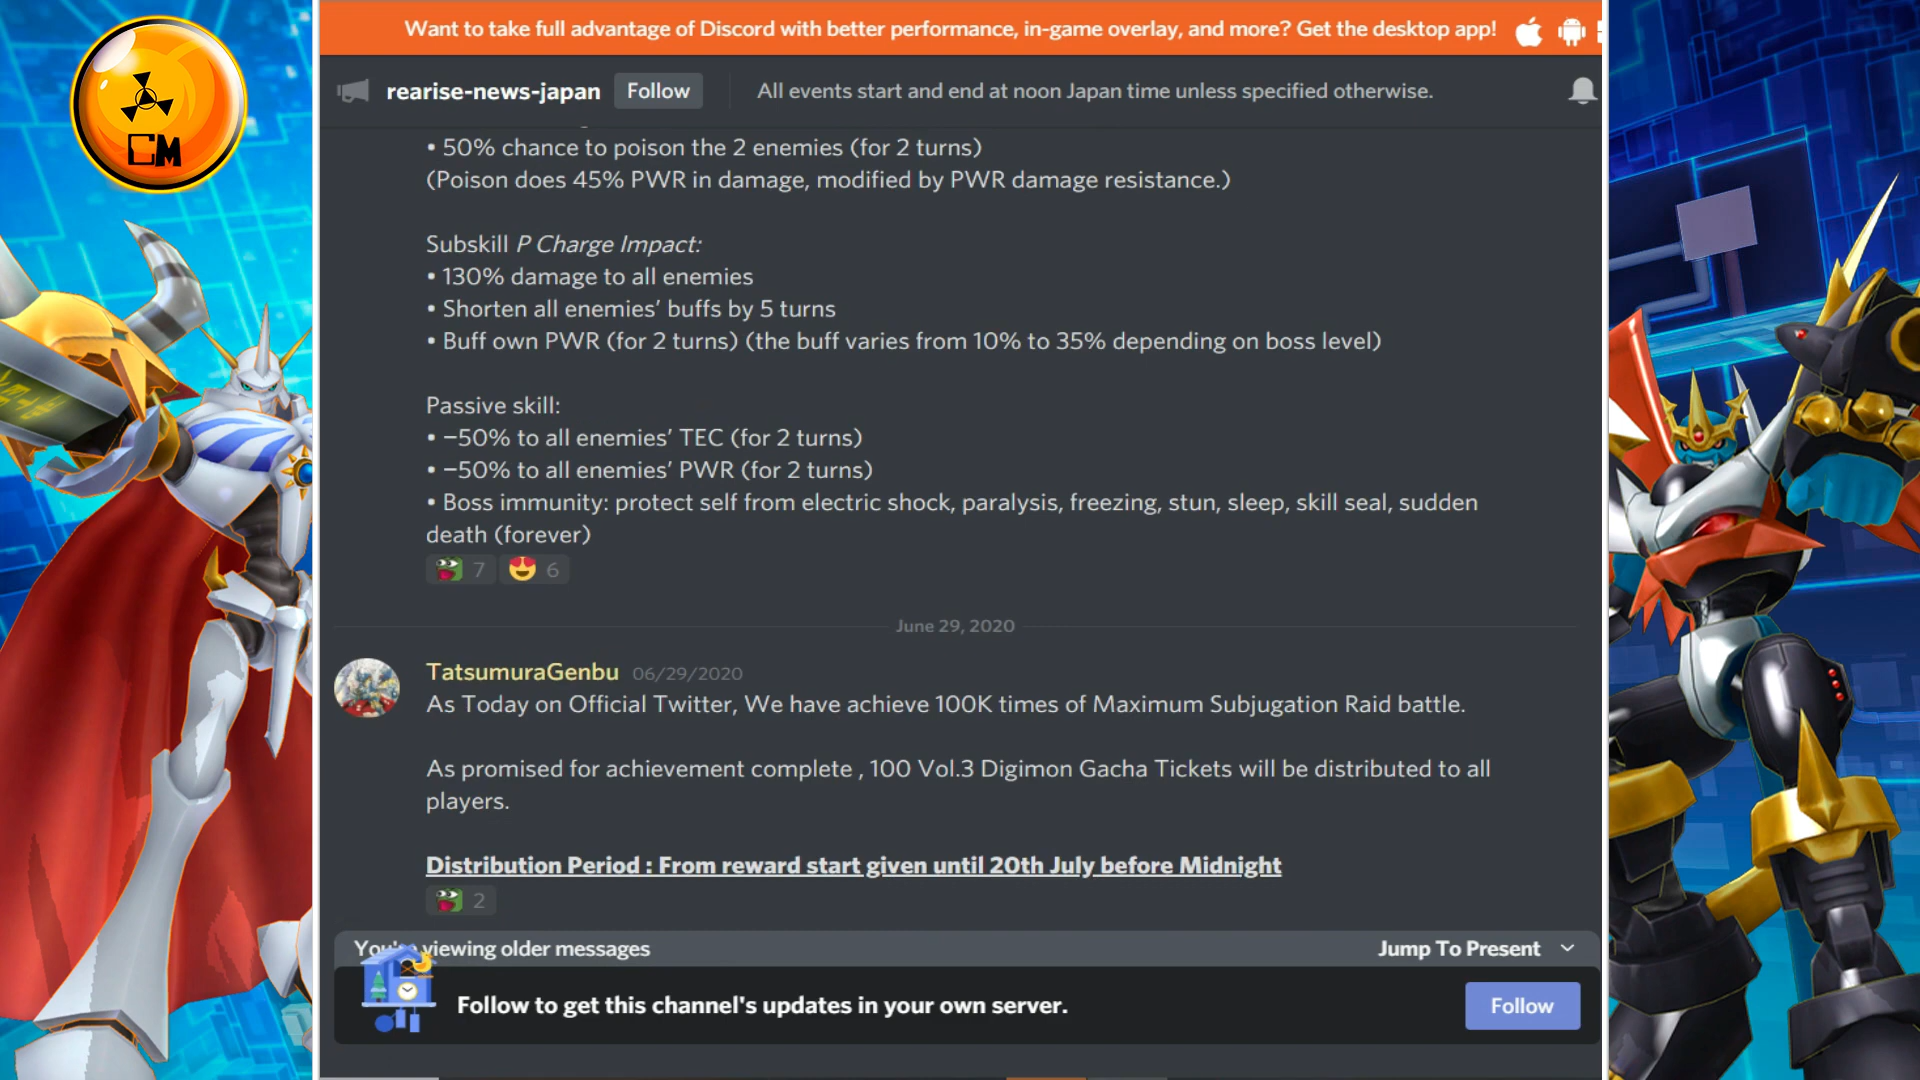 Want to take full advantage of Discord with better performance, in-game overlay, and more? Get the desktop app!
CM
rearise-news-japan
Follow
All events start and end at noon Japan time unless specified otherwise.
• 50% chance to poison the 2 enemies (for 2 turns)
(Poison does 45% PWR in damage, modified by PWR damage resistance.)
Subskill P Charge Impact:
• 130% damage to all enemies
• Shorten all enemies’ buffs by 5 turns
• Buff own PWR (for 2 turns) (the buff varies from 10% to 35% depending on boss level)
Passive skill:
• −50% to all enemies’ TEC (for 2 turns)
• −50% to all enemies’ PWR (for 2 turns)
• Boss immunity: protect self from electric shock, paralysis, freezing, stun, sleep, skill seal, sudden
death (forever)
7
6
June 29, 2020
TatsumuraGenbu 06/29/2020
As Today on Official Twitter, We have achieve 100K times of Maximum Subjugation Raid battle.
As promised for achievement complete , 100 Vol.3 Digimon Gacha Tickets will be distributed to all
players.
Distribution Period : From reward start given until 20th July before Midnight
2
You're viewing older messages
Jump To Present
Follow to get this channel's updates in your own server.
Follow